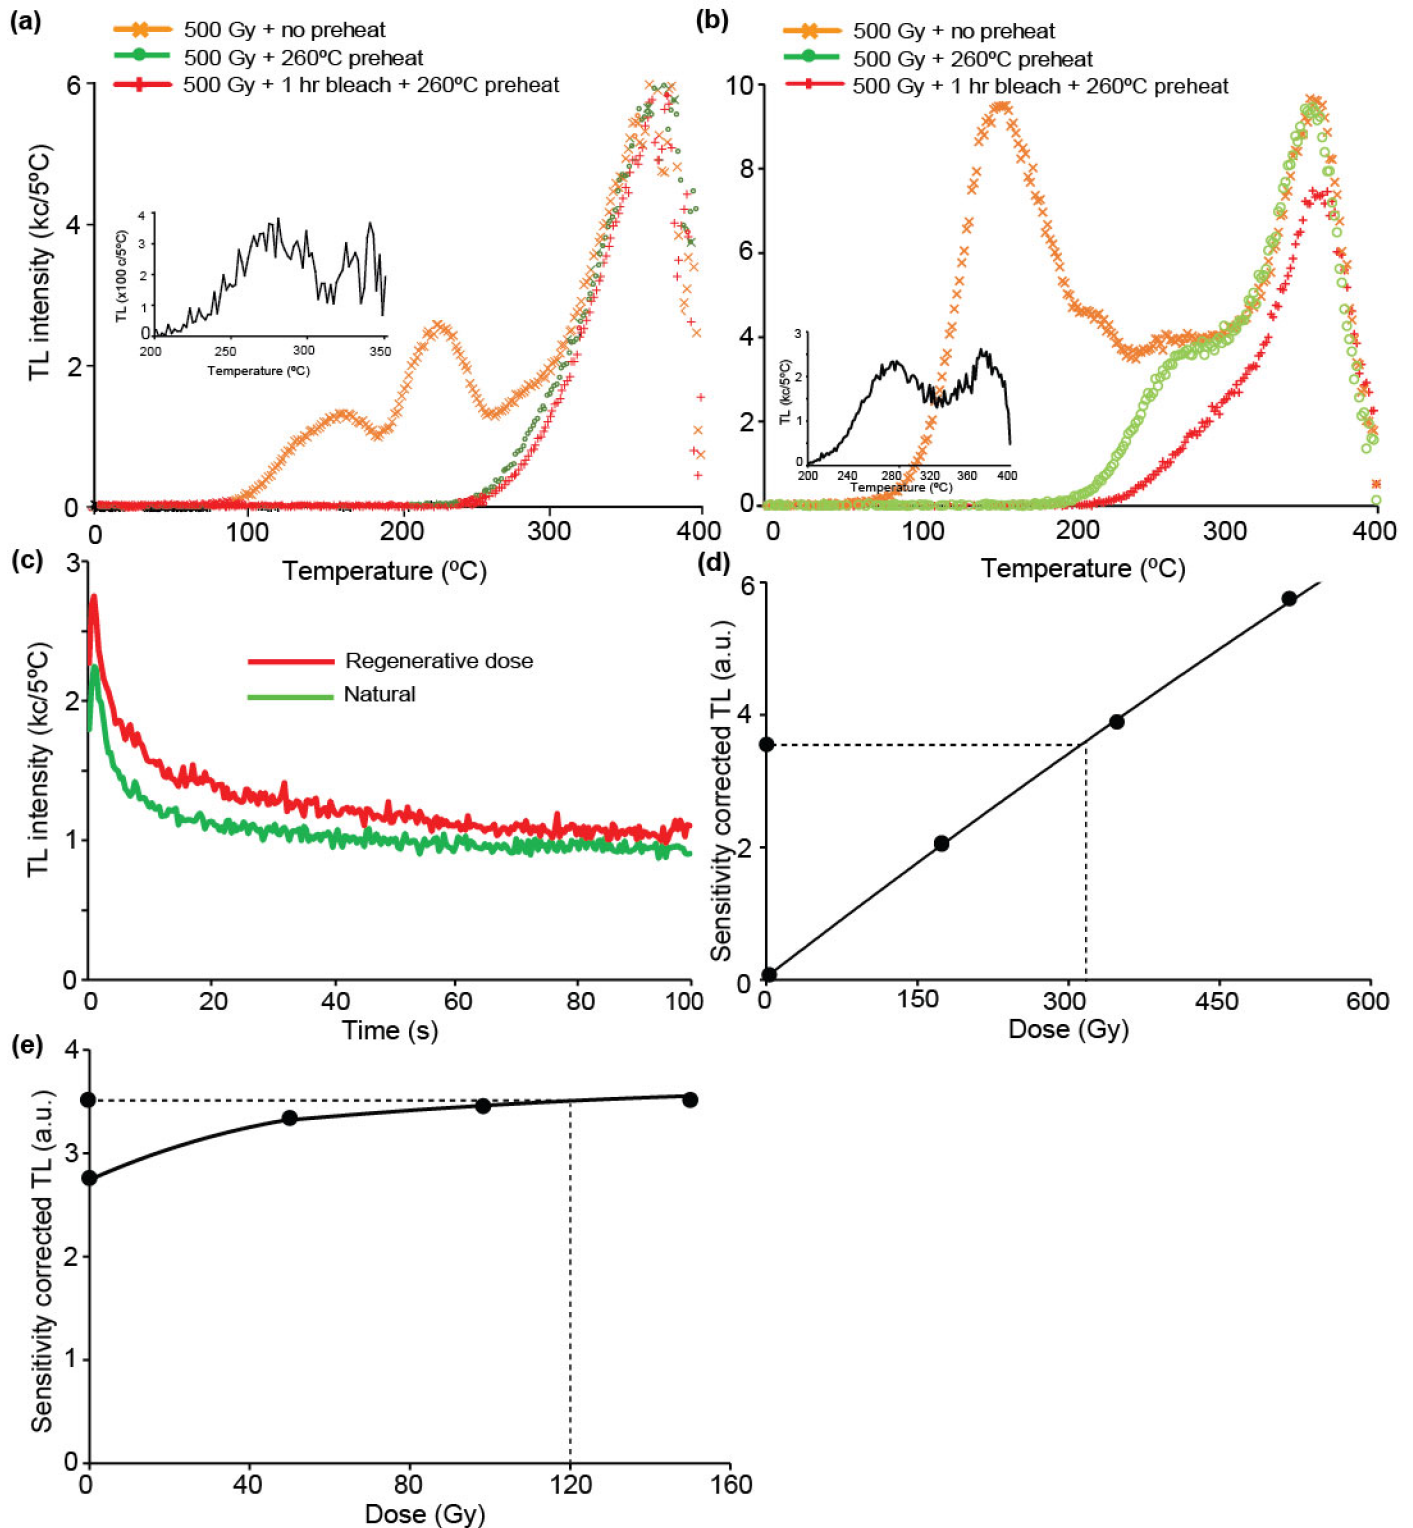 (a)
500 Gy + no preheat
500 Gy + 260ºC preheat
500 Gy + 1 hr bleach + 260ºC preheat
TL intensity (kc/5ºC)
6
4
2
0
0 100 200 300 400
Temperature (ºC)
TL (x100 c/5ºC)
4
3
2
1
0
200 250 300 350
Temperature (ºC)
(b)
500 Gy + no preheat
500 Gy + 260ºC preheat
500 Gy + 1 hr bleach + 260ºC preheat
10
8
6
4
2
0
0 100 200 300 400
Temperature (ºC)
TL (kc/5ºC)
3
2
1
0
200 240 280 320 360 400
Temperature (ºC)
(c)
TL intensity (kc/5ºC)
3
2
1
0
Regenerative dose
Natural
0 20 40 60 80 100
Time (s)
(d)
Sensitivity corrected TL (a.u.)
6
4
2
0
0 150 300 450 600
Dose (Gy)
(e)
Sensitivity corrected TL (a.u.)
4
3
2
1
0
0 40 80 120 160
Dose (Gy)